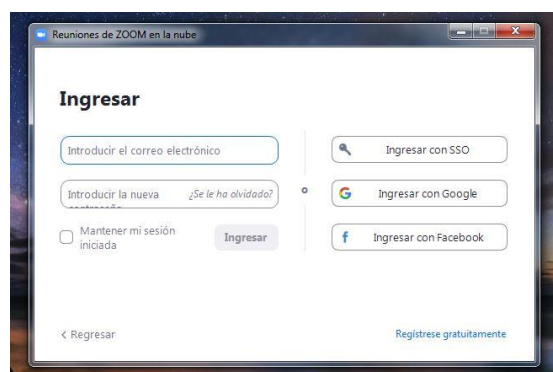 Reuniones de ZOOM en la nube
Ingresar
Introducir el correo electrónico
Introducir la nueva
¿Se le ha olvidado?
Mantener mi sesión
iniciada
Ingresar
o
Ingresar con SSO
Ingresar con Google
Ingresar con Facebook
< Regresar
Regístrese gratuitamente